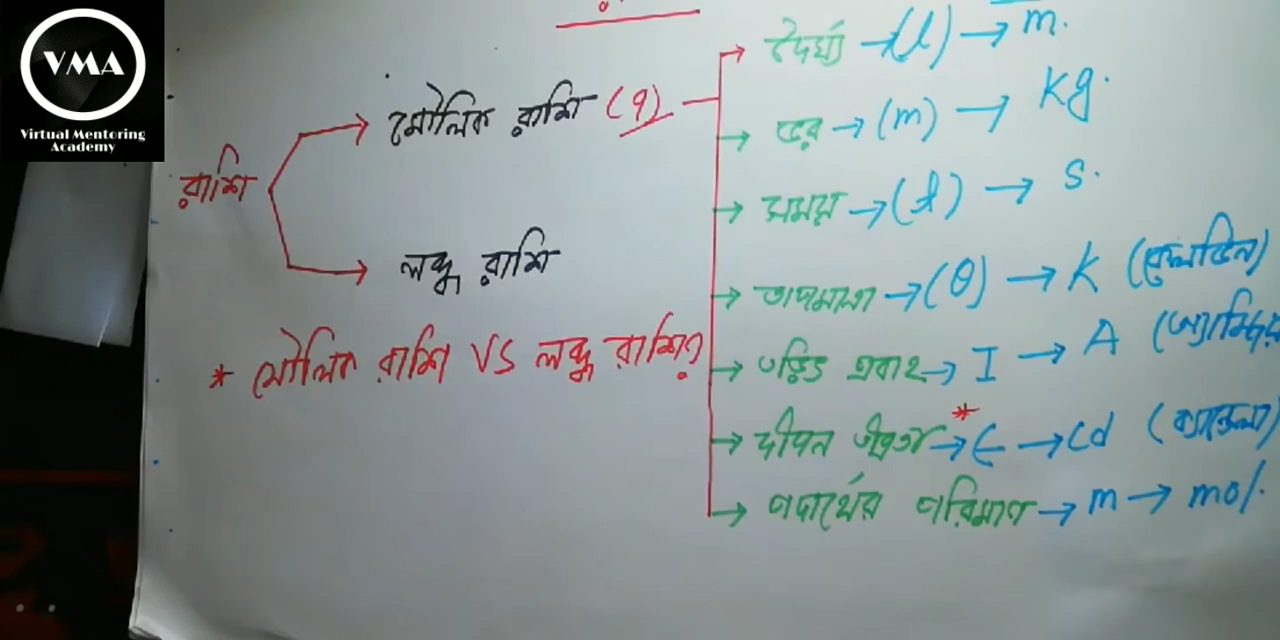 VMA
Virtual Mentoring
Academy
রাশি
মৌলিক রাশি (৭)
লব্ধ রাশি
* মৌলিক রাশি VS লব্ধ রাশির
দৈর্ঘ্য → (l) → m.
ভর → (m) → kg.
সময় → (t) → s.
তাপমাত্রা → (θ) → K (কেলভিন)
তড়িৎ প্রবাহ → I → A (অ্যাম্পিয়ার
দীপন তীব্রতা → → cd (ক্যান্ডেলা)
পদার্থের পরিমাণ → m → mol.